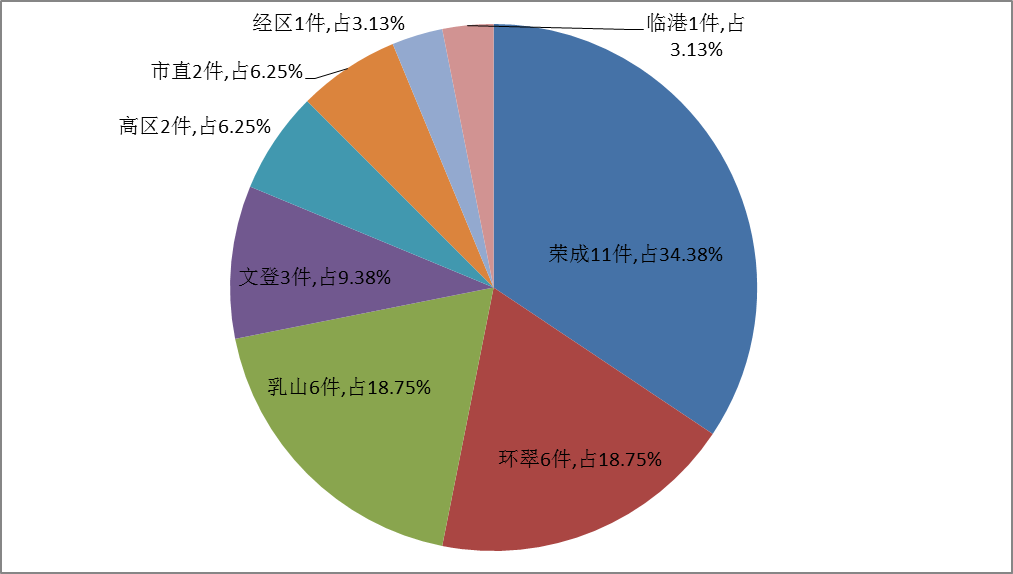 经区1件,占3.13%
临港1件,占
3.13%
市直2件,占6.25%
高区2件,占6.25%
荣成11件,占34.38%
文登3件,占9.38%
乳山6件,占18.75%
环翠6件,占18.75%